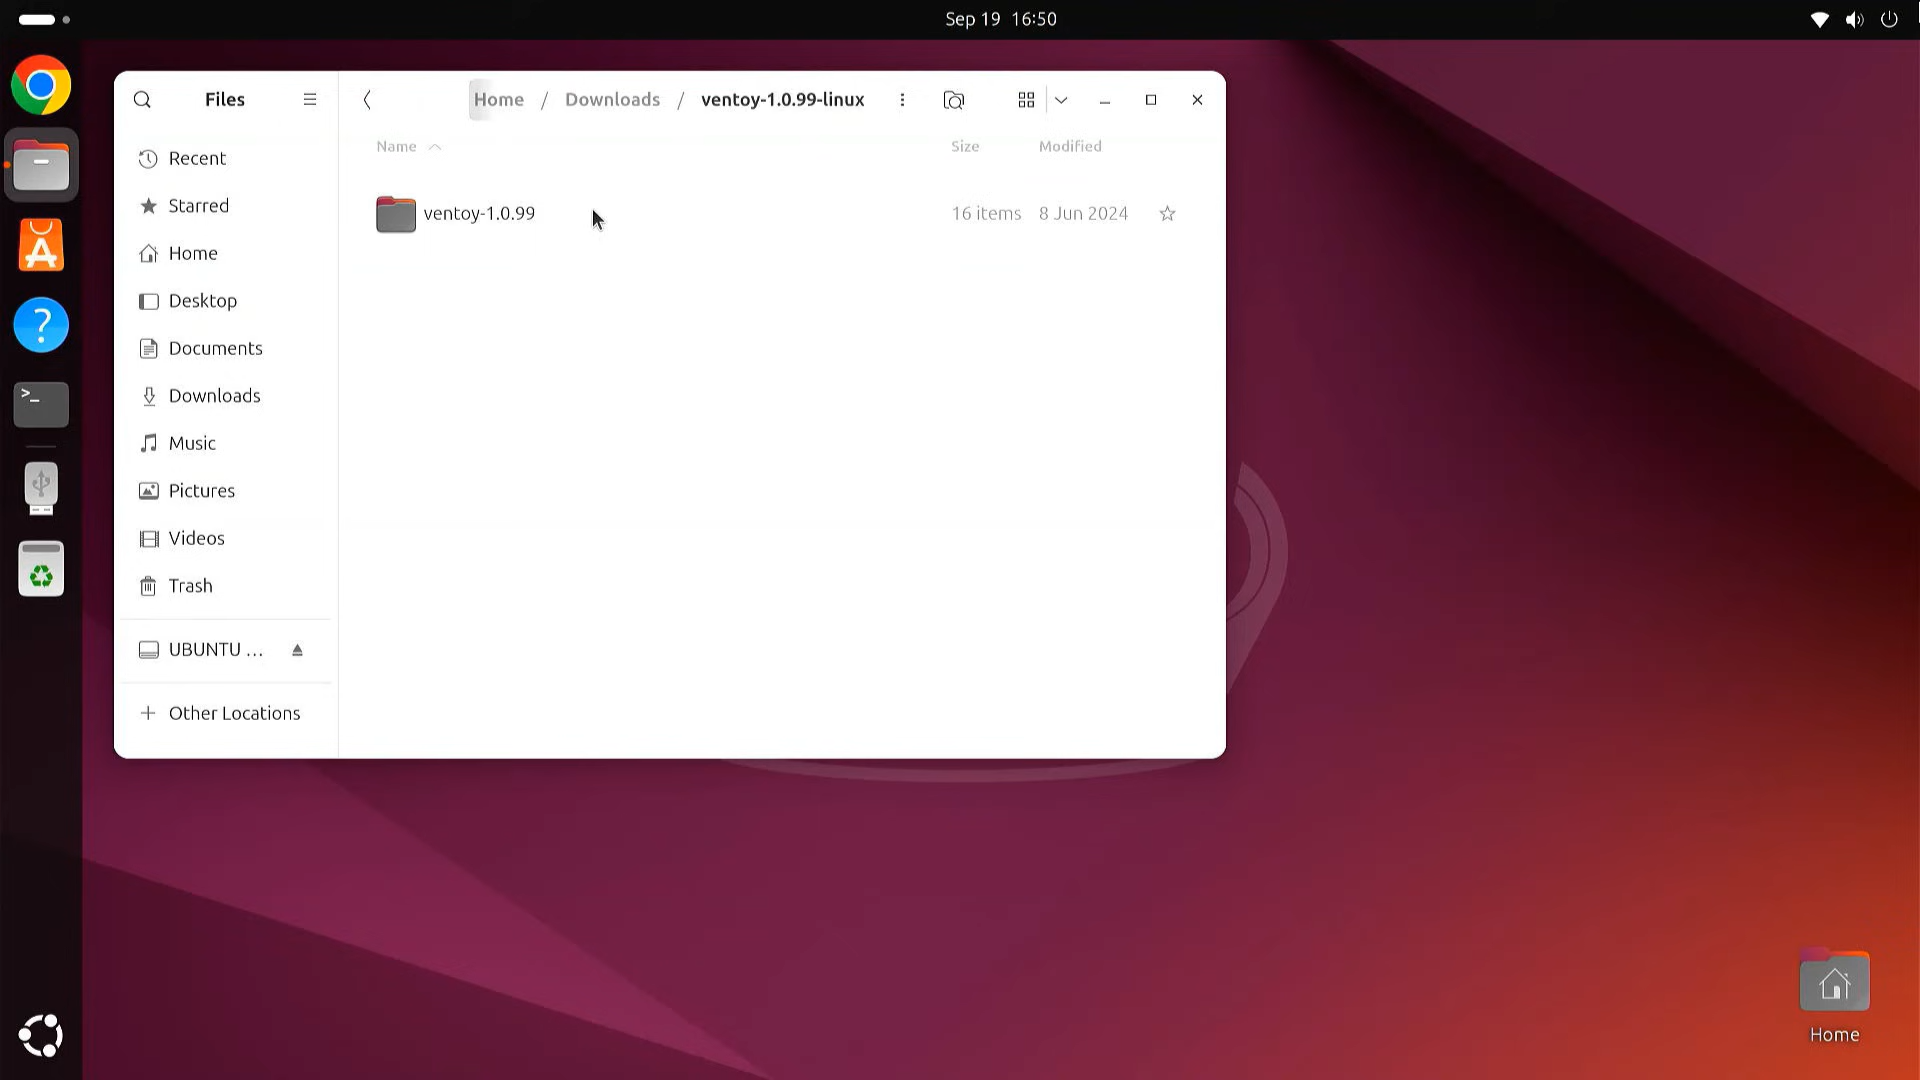 Sep 19 16:50
Files
Home / Downloads / ventoy-1.0.99-linux
Name Size Modified
ventoy-1.0.99 16 items 8 Jun 2024
Recent
Starred
Home
Desktop
Documents
Downloads
Music
Pictures
Videos
Trash
UBUNTU ...
+ Other Locations
Home